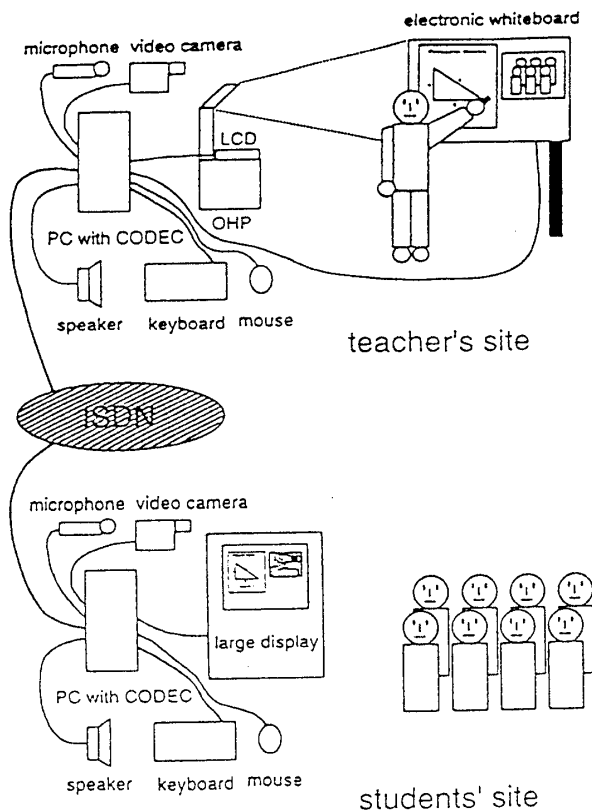 electronic whiteboard
microphone video camera
LCD
OHP
PC with CODEC
speaker keyboard mouse
teacher's site
ISDN
microphone video camera
large display
PC with CODEC
speaker keyboard mouse
students' site